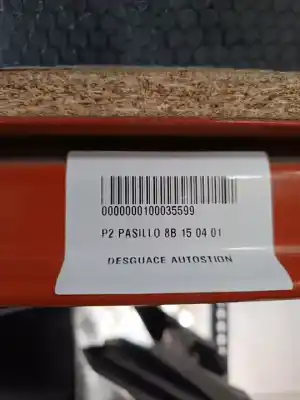 0000000100035599
P2 PASILLO 8B 15 04 01
DESGUACE AUTOSTION